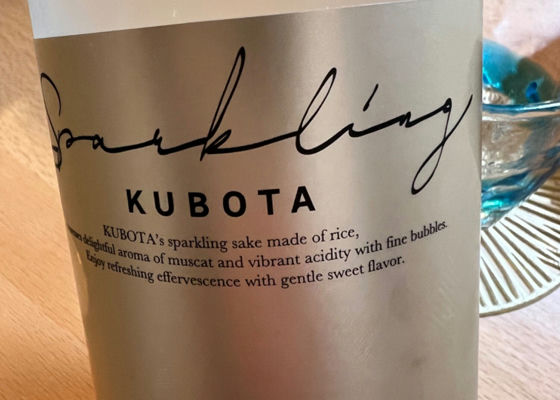 Sparkling
KUBOTA
KUBOTA's sparkling sake made of rice,
delightful aroma of muscat and vibrant acidity with fine bubbles.
Enjoy refreshing effervescence with gentle sweet flavor.